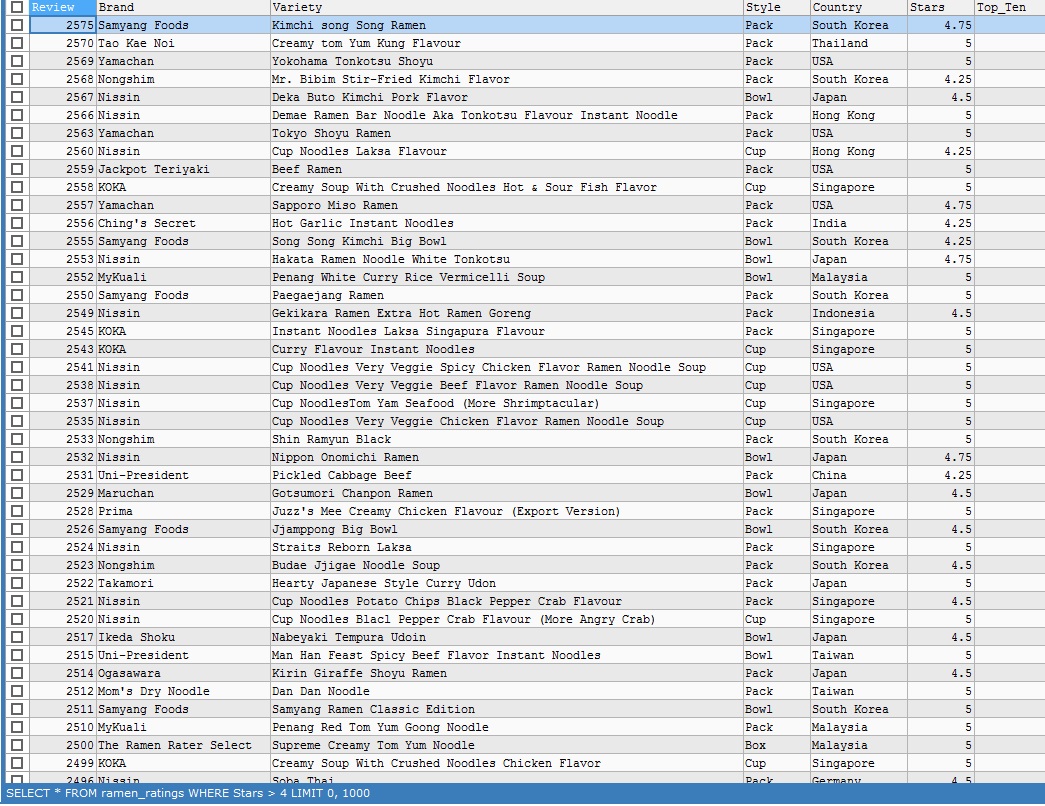 Review Brand Variety Style Country Stars Top_Ten
2575 Samyang Foods Kimchi song Song Ramen Pack South Korea 4.75
2570 Tao Kae Noi Creamy tom Yum Kung Flavour Pack Thailand 5
2569 Yamachan Yokohama Tonkotsu Shoyu Pack USA 5
2568 Nongshim Mr. Bibim Stir-Fried Kimchi Flavor Pack South Korea 4.25
2567 Nissin Deka Buto Kimchi Pork Flavor Bowl Japan 4.5
2566 Nissin Demae Ramen Bar Noodle Aka Tonkotsu Flavour Instant Noodle Pack Hong Kong 5
2563 Yamachan Tokyo Shoyu Ramen Pack USA 5
2560 Nissin Cup Noodles Laksa Flavour Cup Hong Kong 4.25
2559 Jackpot Teriyaki Beef Ramen Pack USA 5
2558 KOKA Creamy Soup With Crushed Noodles Hot & Sour Fish Flavor Cup Singapore 5
2557 Yamachan Sapporo Miso Ramen Pack USA 4.75
2556 Ching's Secret Hot Garlic Instant Noodles Pack India 4.25
2555 Samyang Foods Song Song Kimchi Big Bowl Bowl South Korea 4.25
2553 Nissin Hakata Ramen Noodle White Tonkotsu Bowl Japan 4.75
2552 MyKuali Penang White Curry Rice Vermicelli Soup Bowl Malaysia 5
2550 Samyang Foods Paegaejang Ramen Pack South Korea 5
2549 Nissin Gekikara Ramen Extra Hot Ramen Goreng Pack Indonesia 4.5
2545 KOKA Instant Noodles Laksa Singapura Flavour Pack Singapore 5
2543 KOKA Curry Flavour Instant Noodles Cup Singapore 5
2541 Nissin Cup Noodles Very Veggie Spicy Chicken Flavor Ramen Noodle Soup Cup USA 5
2538 Nissin Cup Noodles Very Veggie Beef Flavor Ramen Noodle Soup Cup USA 5
2537 Nissin Cup NoodlesTom Yam Seafood (More Shrimptacular) Cup Singapore 5
2535 Nissin Cup Noodles Very Veggie Chicken Flavor Ramen Noodle Soup Cup USA 5
2533 Nongshim Shin Ramyun Black Pack South Korea 5
2532 Nissin Nippon Onomichi Ramen Bowl Japan 4.75
2531 Uni-President Pickled Cabbage Beef Pack China 4.25
2529 Maruchan Gotsumori Chanpon Ramen Bowl Japan 4.5
2528 Prima Juzz's Mee Creamy Chicken Flavour (Export Version) Pack Singapore 5
2526 Samyang Foods Jjamppong Big Bowl Bowl South Korea 4.5
2524 Nissin Straits Reborn Laksa Pack Singapore 5
2523 Nongshim Budae Jjigae Noodle Soup Pack South Korea 4.5
2522 Takamori Hearty Japanese Style Curry Udon Pack Japan 5
2521 Nissin Cup Noodles Potato Chips Black Pepper Crab Flavour Pack Singapore 4.5
2520 Nissin Cup Noodles Blacl Pepper Crab Flavour (More Angry Crab) Cup Singapore 5
2517 Ikeda Shoku Nabeyaki Tempura Udoin Bowl Japan 4.5
2515 Uni-President Man Han Feast Spicy Beef Flavor Instant Noodles Bowl Taiwan 5
2514 Ogasawara Kirin Giraffe Shoyu Ramen Pack Japan 4.5
2512 Mom's Dry Noodle Dan Dan Noodle Pack Taiwan 5
2511 Samyang Foods Samyang Ramen Classic Edition Bowl South Korea 5
2510 MyKuali Penang Red Tom Yum Goong Noodle Pack Malaysia 5
2500 The Ramen Rater Select Supreme Creamy Tom Yum Noodle Box Malaysia 5
2499 KOKA Creamy Soup With Crushed Noodles Chicken Flavor Cup Singapore 5
2496 Nissin Soba Thai Pack Germany 4.5
SELECT * FROM ramen_ratings WHERE Stars > 4 LIMIT 0, 1000